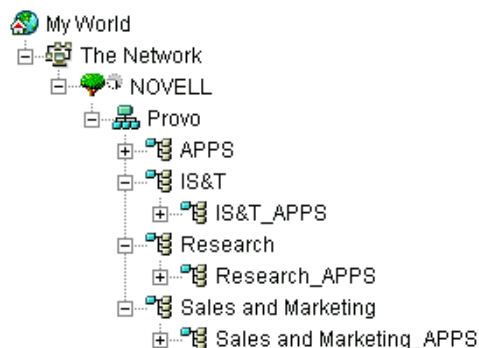 My World
The Network
NOVELL
Provo
APPS
IS&T
IS&T_APPS
Research
Research_APPS
Sales and Marketing
Sales and Marketing_APPS